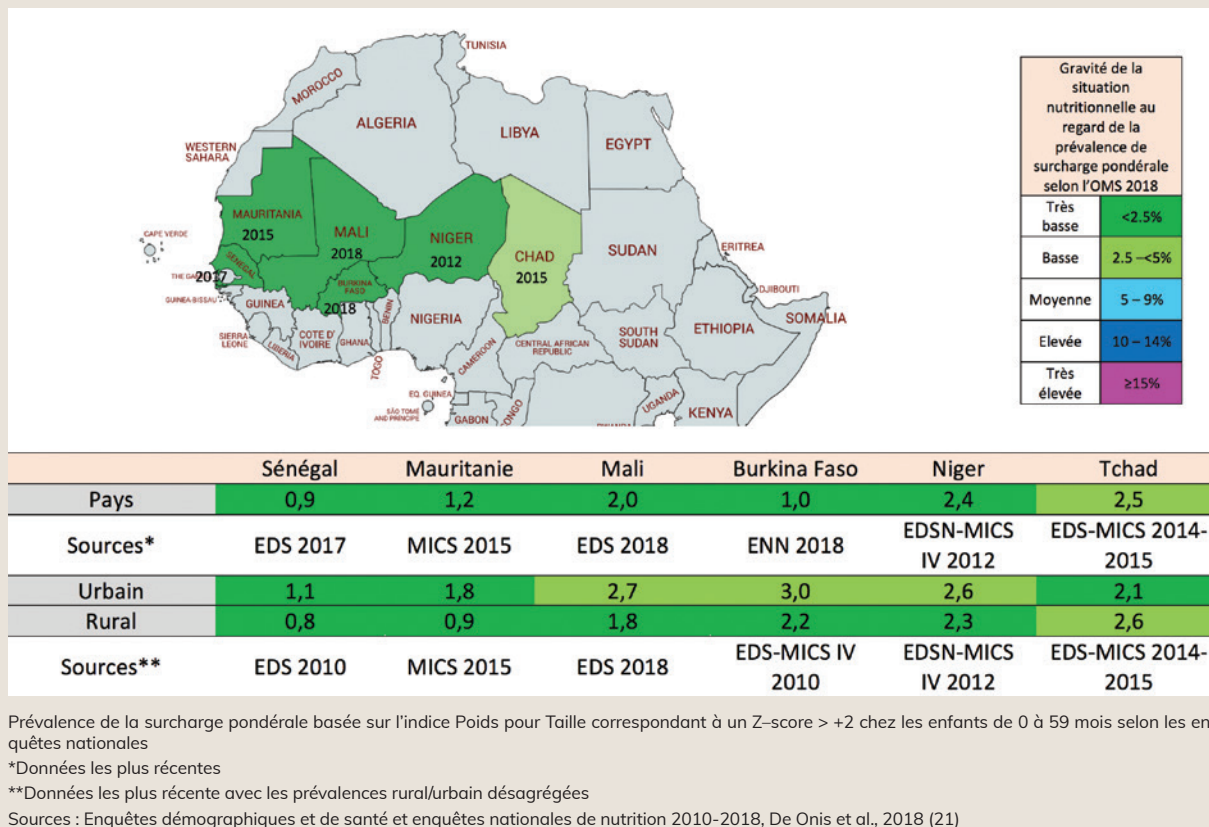 TUNISIA
MOROCCO
ALGERIA
LIBYA
EGYPT
WESTERN
SAHARA
MAURITANIA
2015
MALI
2018
NIGER
2012
CHAD
2015
SUDAN
ERITREA
CAPE VERDE
SENEGAL
THE GA
2017
GUINEA-BISSAU
GUINEA
BURKINA
FASO
2018
BENIN
NIGERIA
DJIBOUTI
SOMALIA
ETHIOPIA
SIERRA
LEONE
LIBERIA
COTE D'
IVOIRE
GHANA
TOGO
CAMEROON
CENTRAL AFRICAN
REPUBLIC
SOUTH
SUDAN
EQ. GUINEA
SÃO TOME
AND PRINCIPE
GABON
CONGO
UGANDA
KENYA
Gravité de la
situation
nutritionnelle au
regard de la
prévalence de
surcharge pondérale
selon l'OMS 2018
Très
basse
<2.5%
Basse
2.5 –<5%
Moyenne
5 – 9%
Elevée
10 – 14%
Très
élevée
≥15%
Sénégal Mauritanie Mali Burkina Faso Niger Tchad
Pays 0,9 1,2 2,0 1,0 2,4 2,5
Sources* EDS 2017 MICS 2015 EDS 2018 ENN 2018 EDSN-MICS IV 2012 EDS-MICS 2014-2015
Urbain 1,1 1,8 2,7 3,0 2,6 2,1
Rural 0,8 0,9 1,8 2,2 2,3 2,6
Sources** EDS 2010 MICS 2015 EDS 2018 EDS-MICS IV 2010 EDSN-MICS IV 2012 EDS-MICS 2014-2015
Prévalence de la surcharge pondérale basée sur l'indice Poids pour Taille correspondant à un Z–score > +2 chez les enfants de 0 à 59 mois selon les en
quêtes nationales
*Données les plus récentes
**Données les plus récente avec les prévalences rural/urbain désagrégées
Sources : Enquêtes démographiques et de santé et enquêtes nationales de nutrition 2010-2018, De Onis et al., 2018 (21)